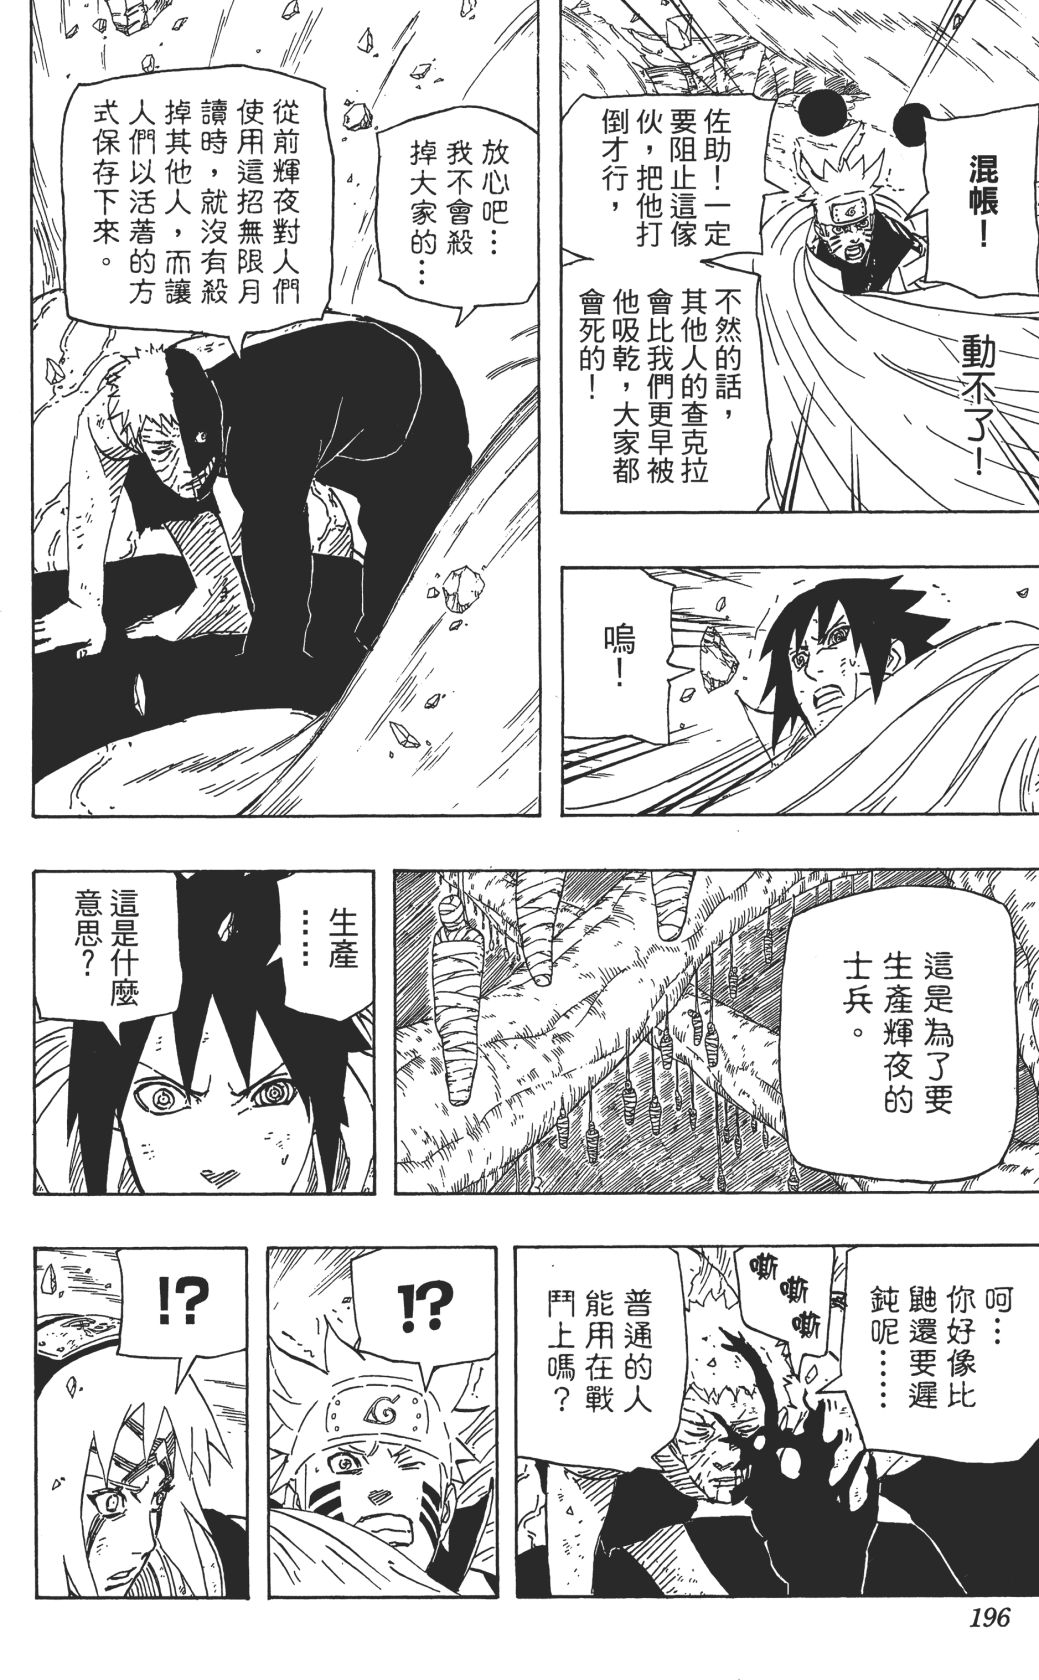 混帳！
動不了！
佐助！一定
要阻止這傢
伙，把他打
倒才行，
不然的話，
其他人的查克拉
會比我們更早被
他吸乾，大家都
會死的！
放心吧…
我不會殺
掉大家的…
從前輝夜對人們
使用這招無限月
讀時，就沒有殺
掉其他人，而讓
人們以活著的方
式保存下來。
嗚！
這是為了要
生產輝夜的
士兵。
生產
……
這是什麼
意思？
呵…
你好像比
鼬還要遲
鈍呢……
嘶
嘶
嘶
嘶
普通的人
能用在戰
鬥上嗎？
!?
!?
196